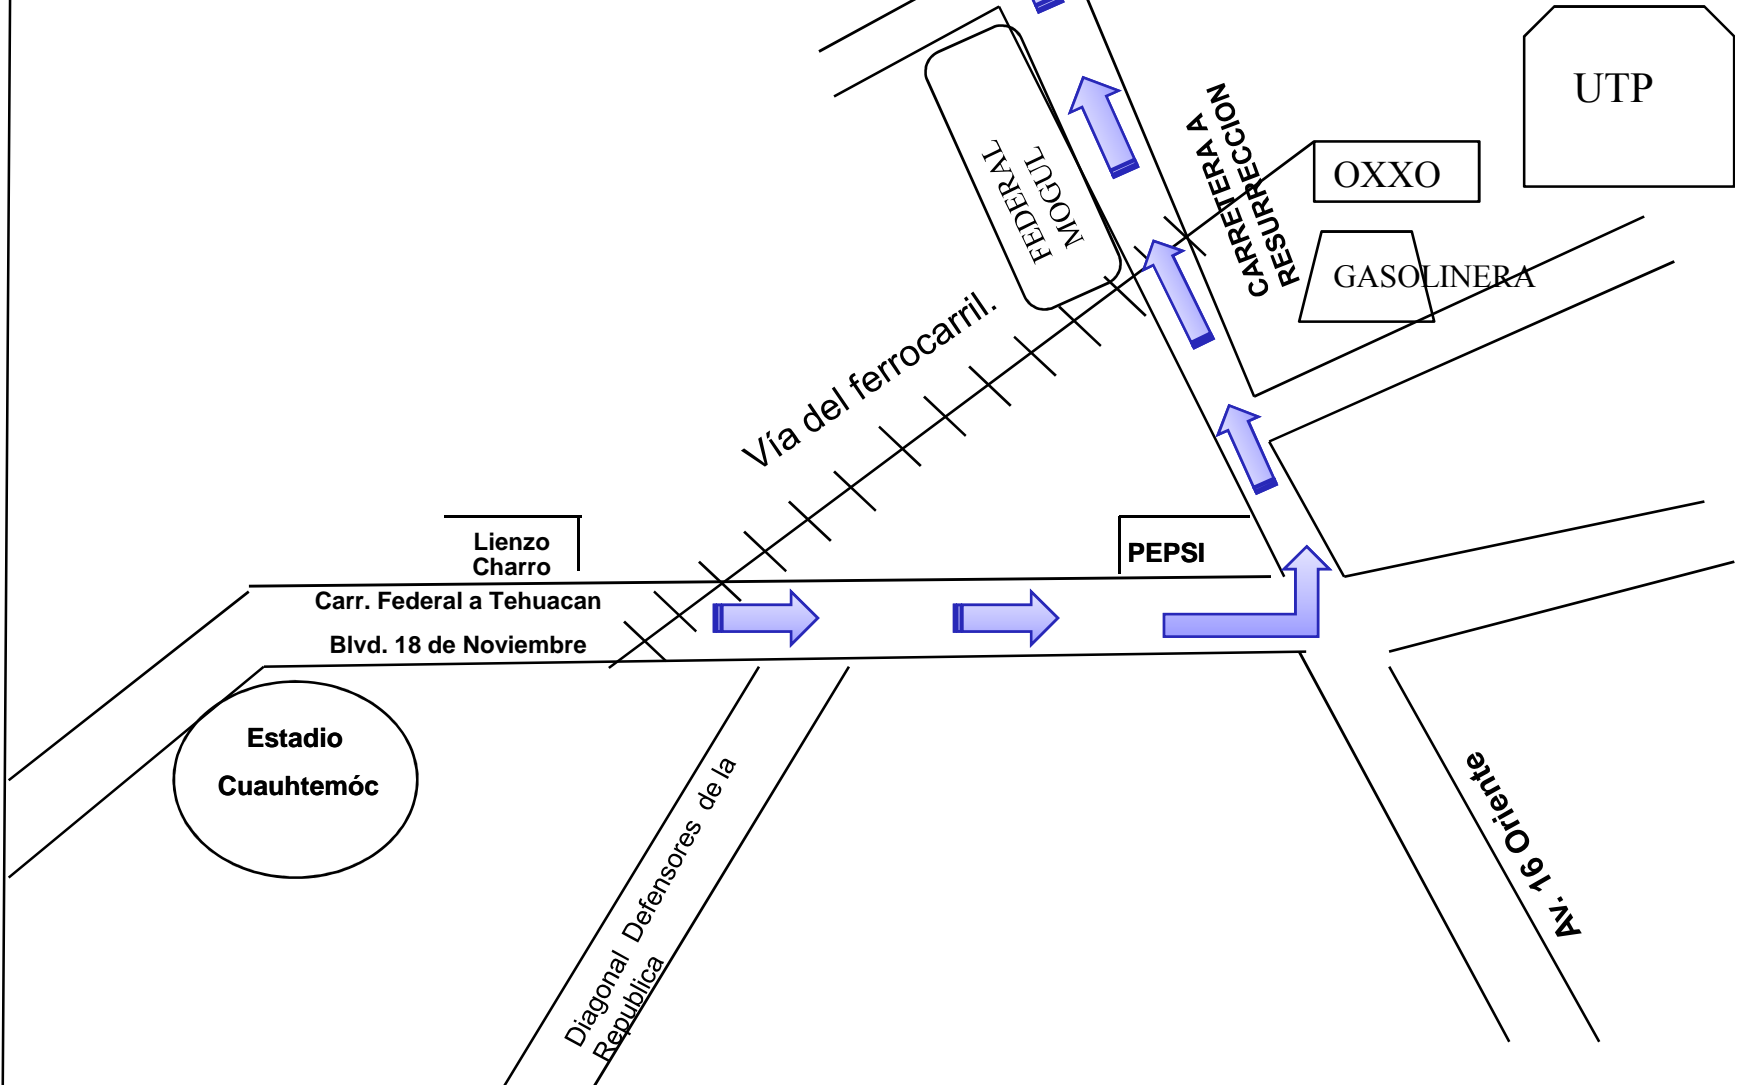 UTP
OXXO
CARRETERA A
RESURRECCION
FEDERAL
MOGUL
GASOLINERA
Vía del ferrocarril.
Lienzo
Charro
PEPSI
Carr. Federal a Tehuacan
Blvd. 18 de Noviembre
Estadio
Cuauhtemóc
Diagonal Defensores de la
Republica
Av. 16 Oriente